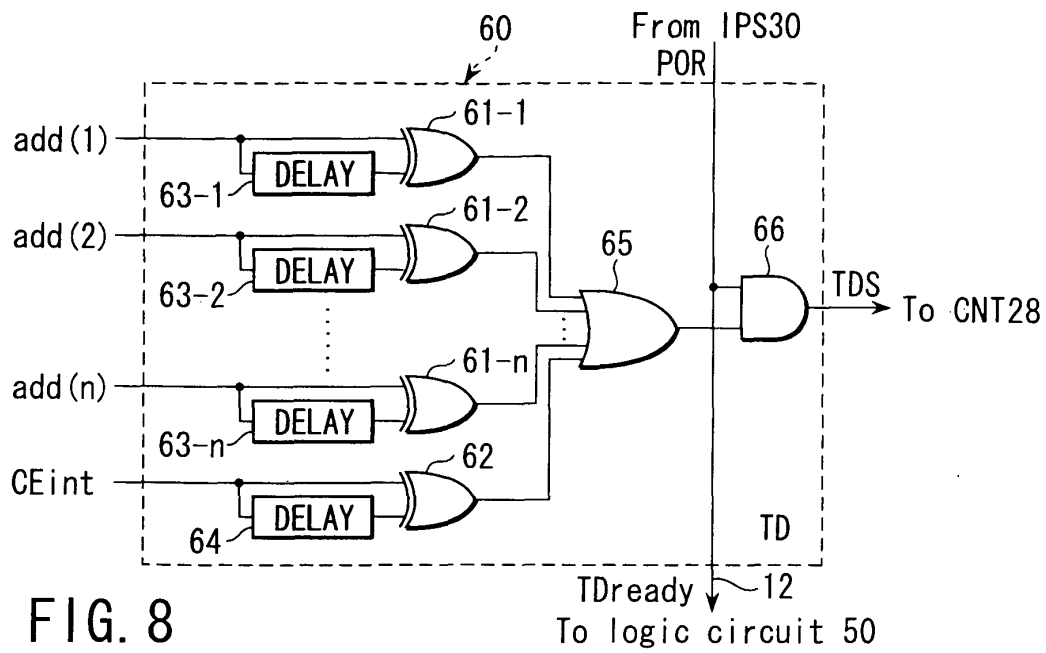 From IPS30
60
POR
61-1
add(1)
DELAY
63-1
61-2
add(2)
DELAY
63-2
65
66
TDS
To CNT28
61-n
add(n)
DELAY
63-n
62
CEint
DELAY
64
TD
TDready
12
FIG. 8
To logic circuit 50